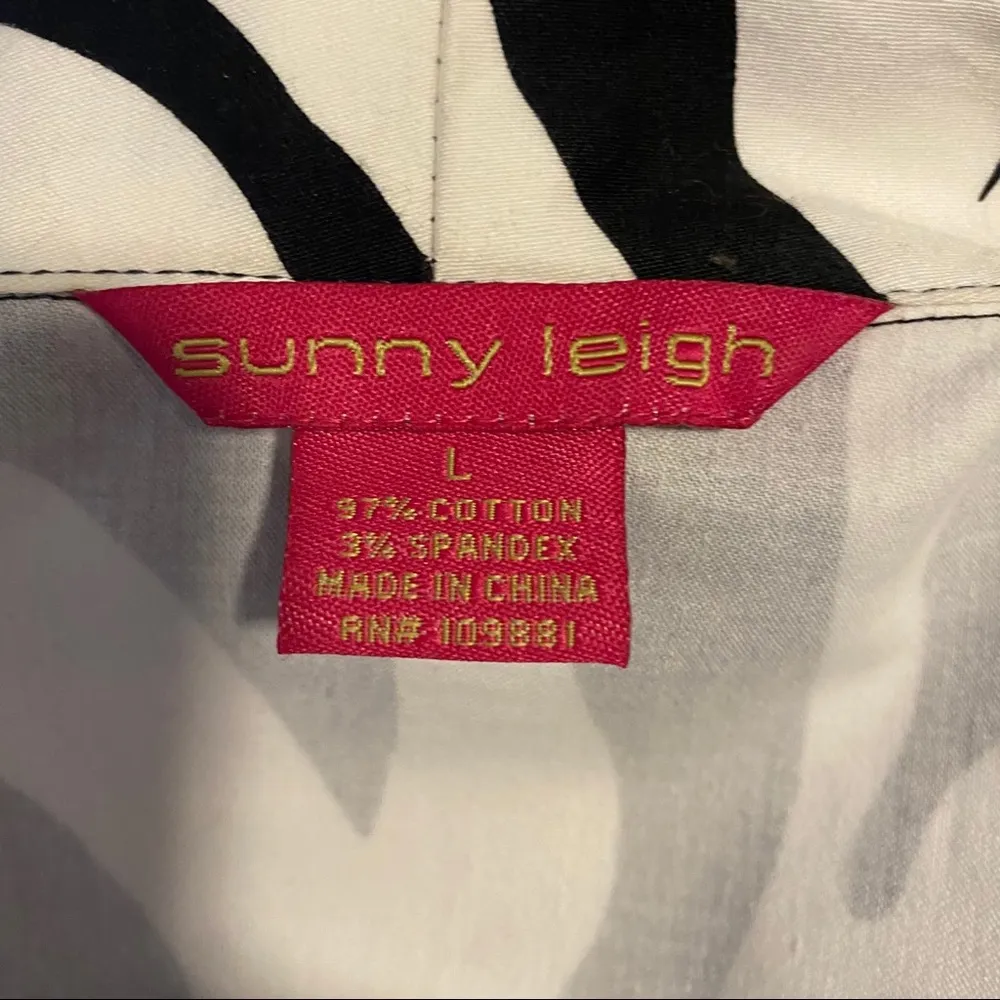 sunny leigh
L
97% COTTON
3% SPANDEX
MADE IN CHINA
RN# 109881